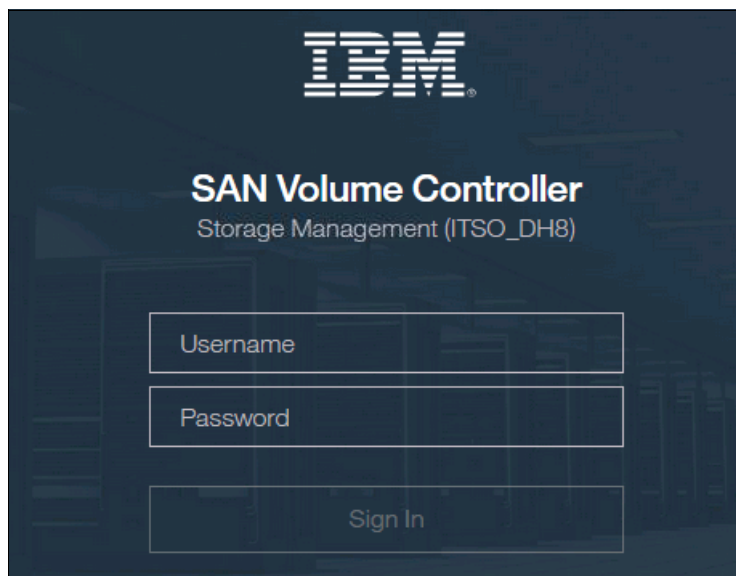 IBM®
SAN Volume Controller
Storage Management (ITSO_DH8)
Username
Password
Sign In